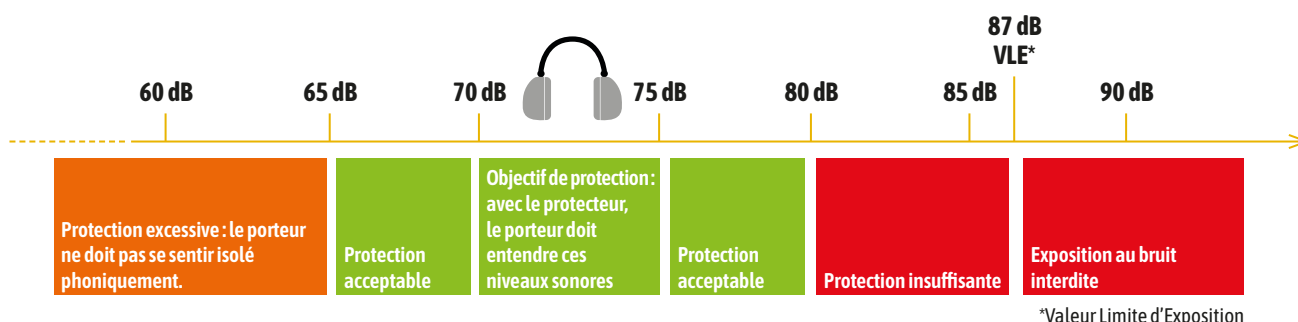 87 dB
VLE*
60 dB
65 dB
70 dB
75 dB
80 dB
85 dB
90 dB
Protection excessive : le porteur
ne doit pas se sentir isolé
phoniquement.
Protection
acceptable
Objectif de protection :
avec le protecteur,
le porteur doit
entendre ces
niveaux sonores
Protection
acceptable
Protection insuffisante
Exposition au bruit
interdite
*Valeur Limite d’Exposition